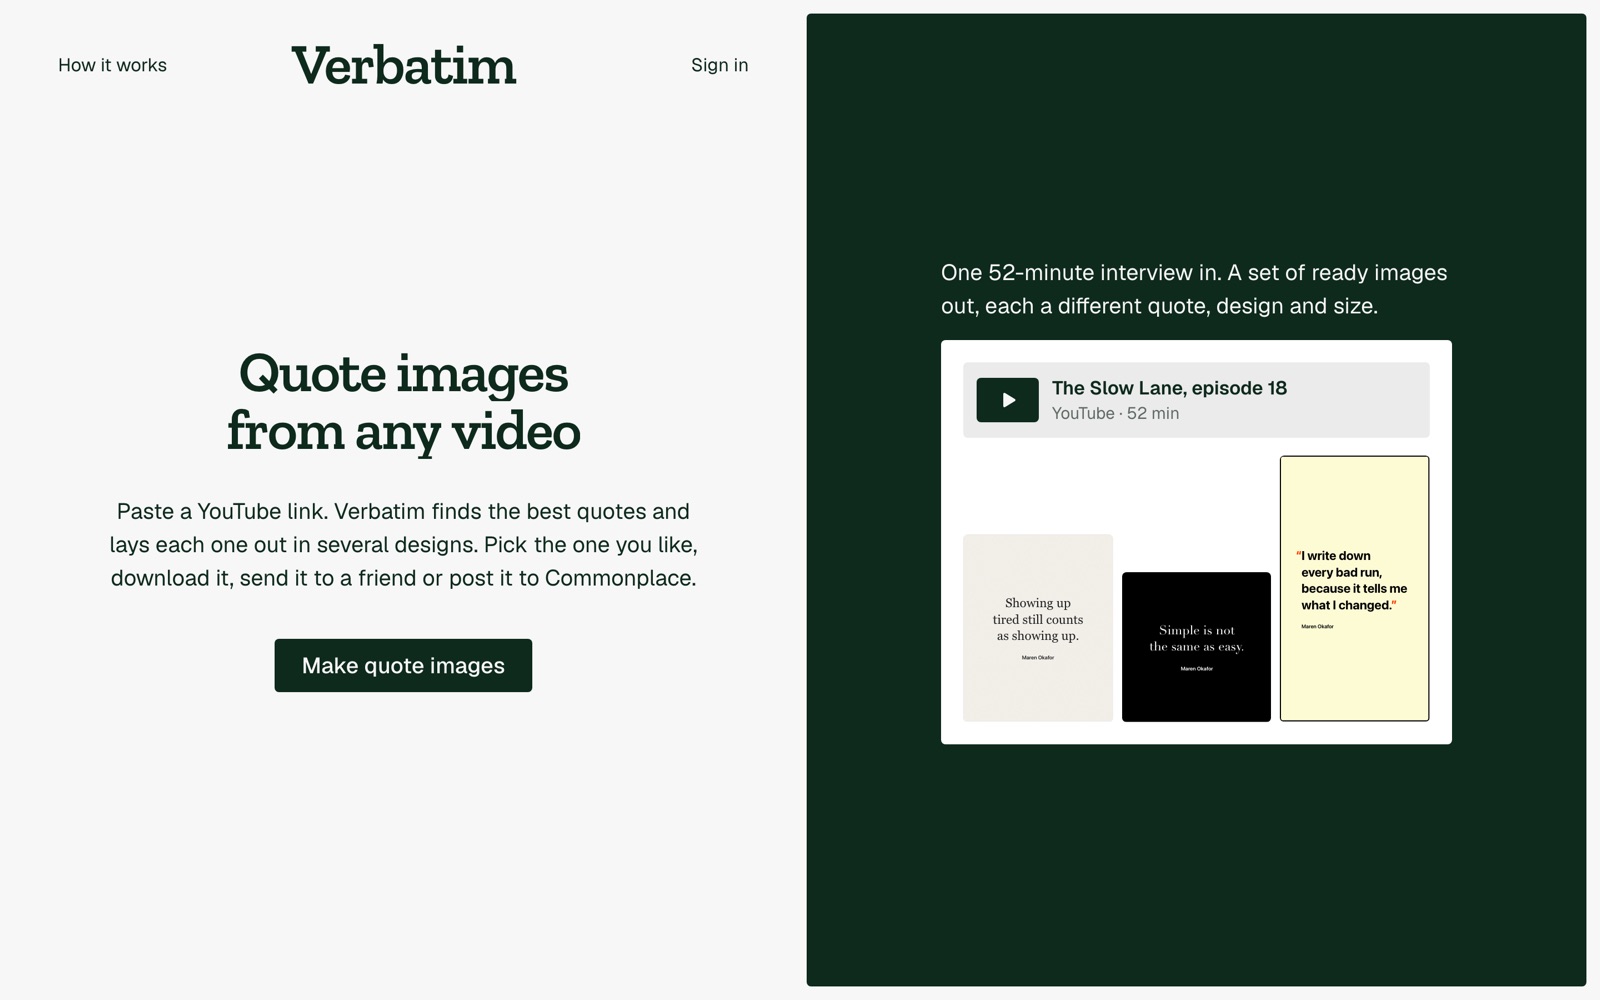 How it works
Verbatim
Sign in
Quote images
from any video
Paste a YouTube link. Verbatim finds the best quotes and
lays each one out in several designs. Pick the one you like,
download it, send it to a friend or post it to Commonplace.
Make quote images
One 52-minute interview in. A set of ready images
out, each a different quote, design and size.
The Slow Lane, episode 18
YouTube · 52 min
Showing up
tired still counts
as showing up.
Maren Okafor
Simple is not
the same as easy.
Maren Okafor
“I write down
every bad run,
because it tells me
what I changed.”
Maren Okafor